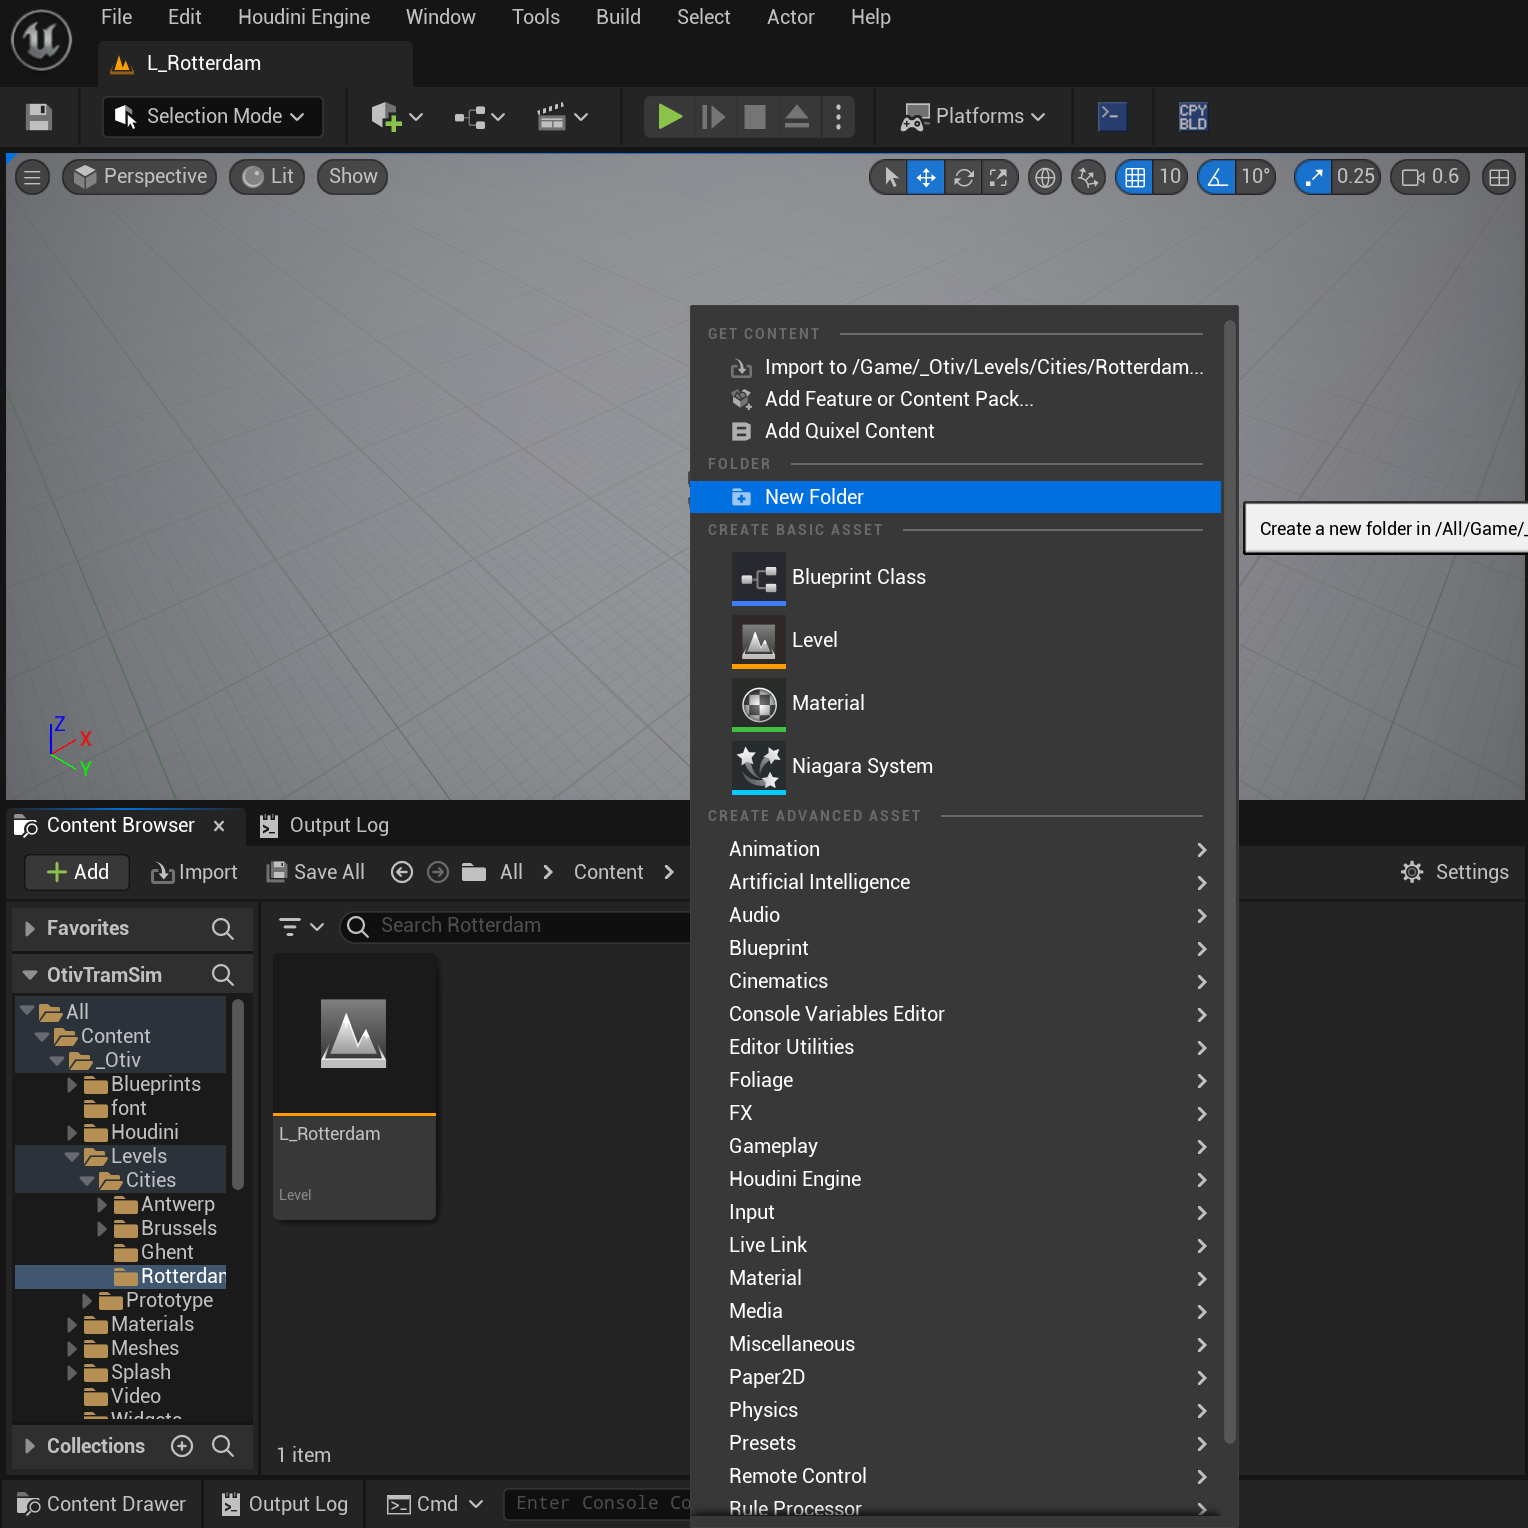 File Edit Houdini Engine Window Tools Build Select Actor Help
L_Rotterdam
Selection Mode
Platforms
CPY
BLD
Perspective Lit Show
10 10° 0.25 0.6
GET CONTENT
Import to /Game/_Otiv/Levels/Cities/Rotterdam...
Add Feature or Content Pack...
Add Quixel Content
FOLDER
New Folder
Create a new folder in /All/Game/_
CREATE BASIC ASSET
Blueprint Class
Level
Material
Niagara System
CREATE ADVANCED ASSET
Animation
Artificial Intelligence
Audio
Blueprint
Cinematics
Console Variables Editor
Editor Utilities
Foliage
FX
Gameplay
Houdini Engine
Input
Live Link
Material
Media
Miscellaneous
Paper2D
Physics
Presets
Remote Control
Rule Processor
Z
X
Y
Content Browser Output Log
Add Import Save All All Content Settings
Favorites
Search Rotterdam
OtivTramSim
All
Content
_Otiv
Blueprints
font
Houdini
Levels
Cities
Antwerp
Brussels
Ghent
Rotterdam
Prototype
Materials
Meshes
Splash
Video
Widgets
Collections
L_Rotterdam
Level
1 item
Content Drawer Output Log Cmd Enter Console Co